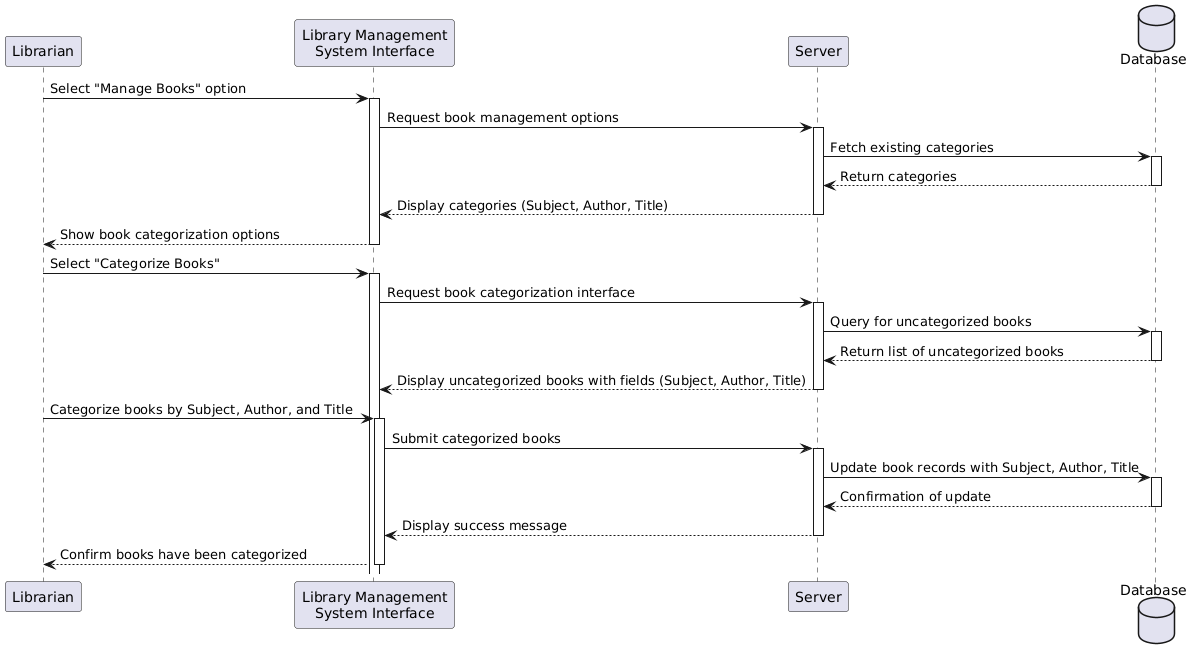 Librarian
Library Management
System Interface
Server
Database
Select "Manage Books" option
Request book management options
Fetch existing categories
Return categories
Display categories (Subject, Author, Title)
Show book categorization options
Select "Categorize Books"
Request book categorization interface
Query for uncategorized books
Return list of uncategorized books
Display uncategorized books with fields (Subject, Author, Title)
Categorize books by Subject, Author, and Title
Submit categorized books
Update book records with Subject, Author, Title
Confirmation of update
Display success message
Confirm books have been categorized
Librarian
Library Management
System Interface
Server
Database